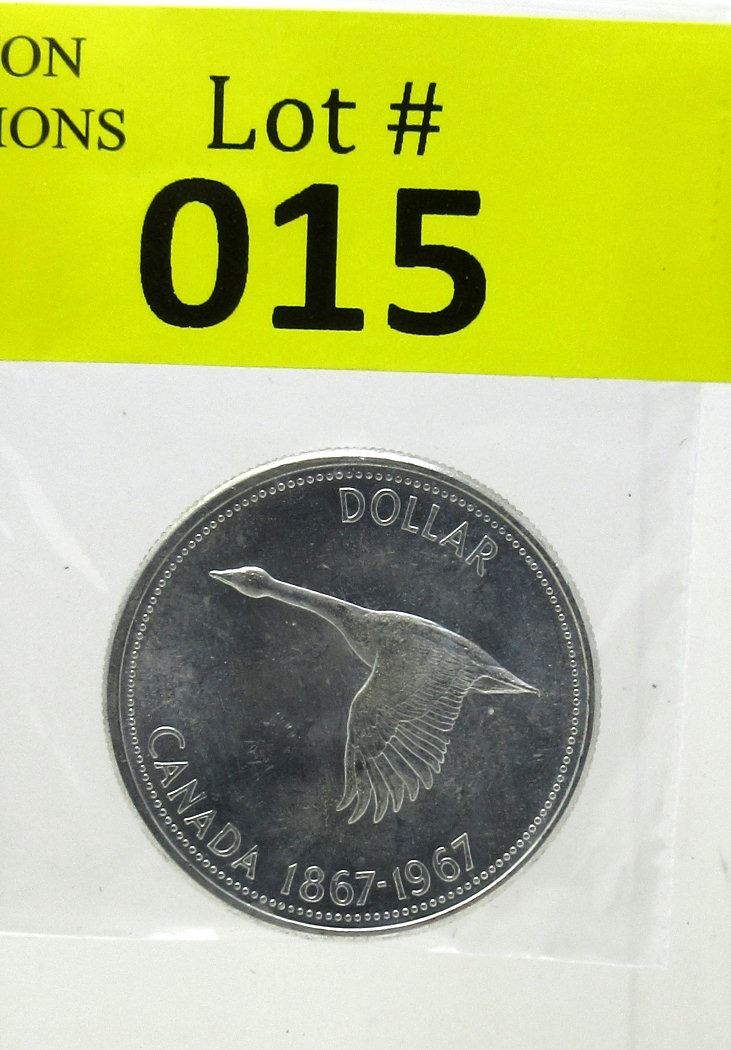 ON
IONS
Lot #
015
DOLLAR
CANADA 1867-1967